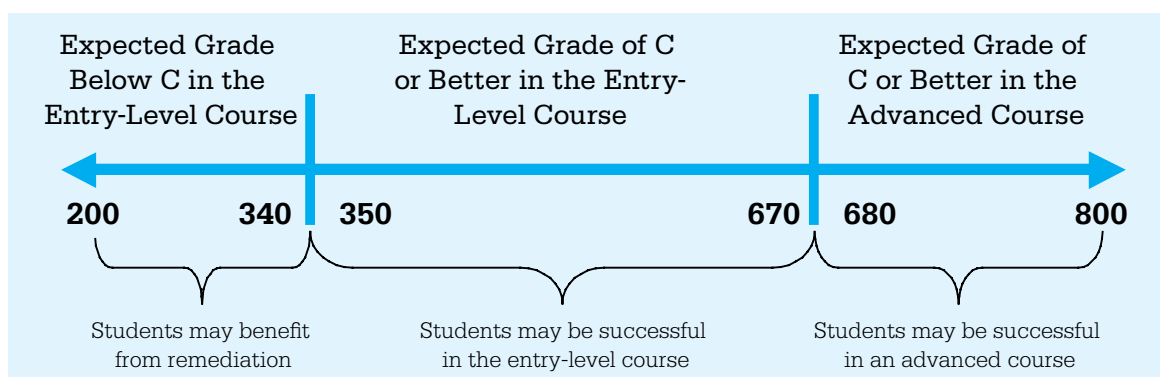 Expected Grade
Below C in the
Entry-Level Course
Expected Grade of C
or Better in the Entry-
Level Course
Expected Grade of
C or Better in the
Advanced Course
200
340
350
670
680
800
Students may benefit
from remediation
Students may be successful
in the entry-level course
Students may be successful
in an advanced course